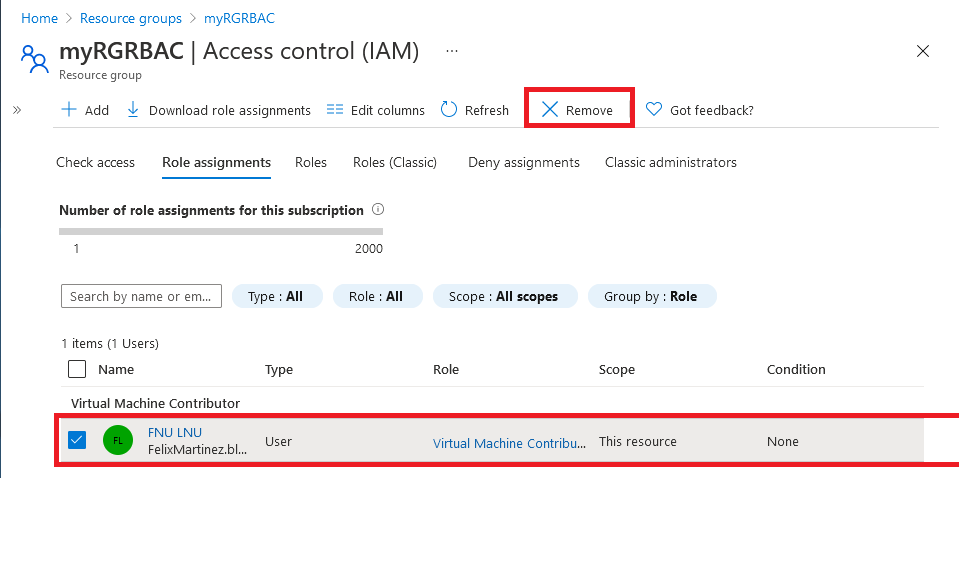 Home > Resource groups > myRGRBAC
myRGRBAC | Access control (IAM) ...
Resource group
» Add Download role assignments Edit columns Refresh Remove Got feedback?
Check access Role assignments Roles Roles (Classic) Deny assignments Classic administrators
Number of role assignments for this subscription
1 2000
Search by name or em... Type : All Role : All Scope : All scopes Group by : Role
1 items (1 Users)
Name Type Role Scope Condition
Virtual Machine Contributor
FL FNU LNU User Virtual Machine Contribu... This resource None
FelixMartinez.bl...